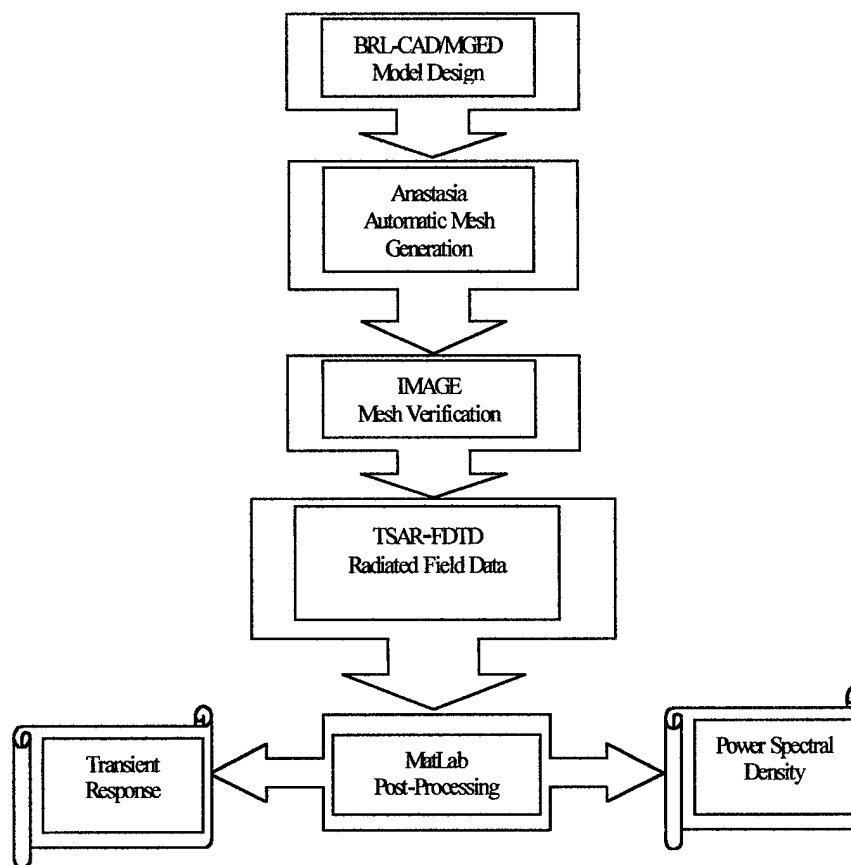 BRL-CAD/MGED
Model Design
Anastasia
Automatic Mesh
Generation
IMAGE
Mesh Verification
TSAR-FDTD
Radiated Field Data
Transient
Response
MatLab
Post-Processing
Power Spectral
Density